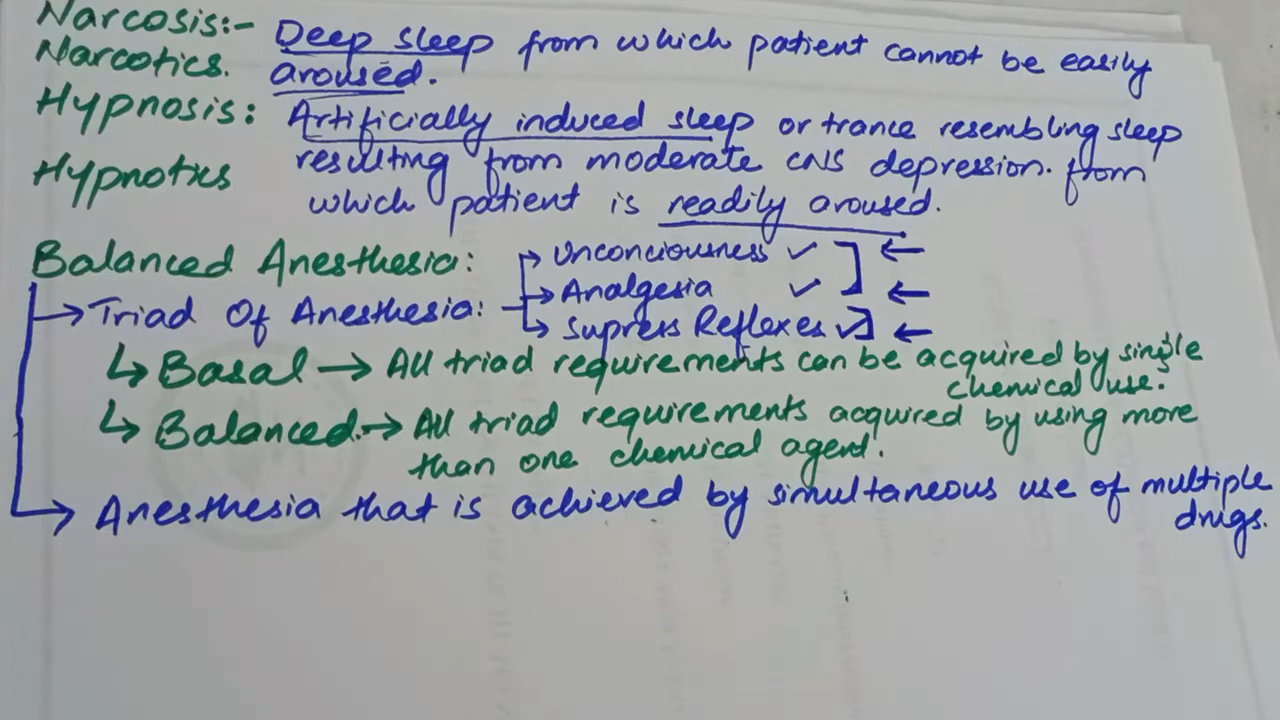 Narcosis:- Deep sleep from which patient cannot be easily
Narcotics. aroused.
Hypnosis: Artificially induced sleep or trance resembling sleep
Hypnotics resulting from moderate CNS depression. from
which patient is readily aroused.
Balanced Anesthesia: → Unconciousness ✓ ] ←
→ Triad Of Anesthesia: → Analgesia ✓ ←
↳ Supress Reflexes ✓ ] ←
↳ Basal → All triad requirements can be acquired by single
chemical use.
↳ Balanced. → All triad requirements acquired by using more
than one chemical agent.
→ Anesthesia that is achieved by simultaneous use of multiple
drugs.